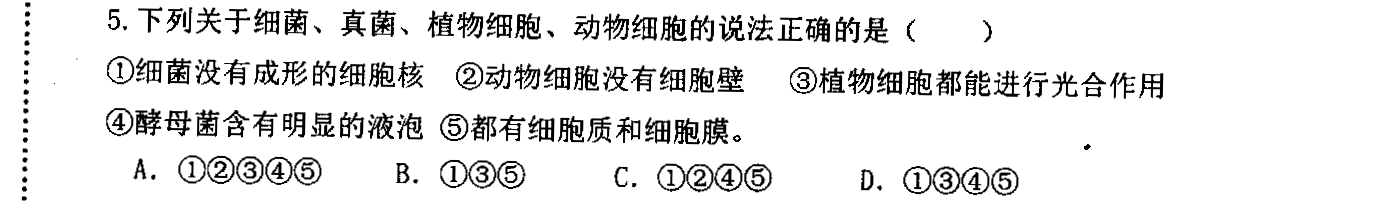 5.下列关于细菌、真菌、植物细胞、动物细胞的说法正确的是（ ）
①细菌没有成形的细胞核 ②动物细胞没有细胞壁 ③植物细胞都能进行光合作用
④酵母菌含有明显的液泡 ⑤都有细胞质和细胞膜。
A. ①②③④⑤ B. ①③⑤ C. ①②④⑤ D. ①③④⑤